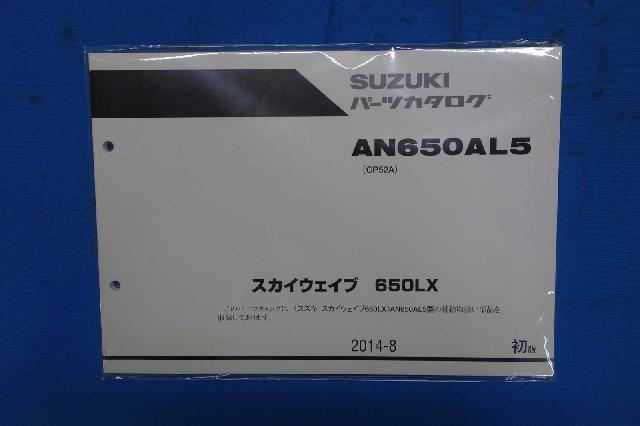 SUZUKI
パーツカタログ
AN650AL5
(CP52A)
スカイウェイブ 650LX
このパーツカタログは、(スズキ スカイウェイブ650LX)AN650AL5型の補給取扱い部品を
収録してあります。
2014-8
初版